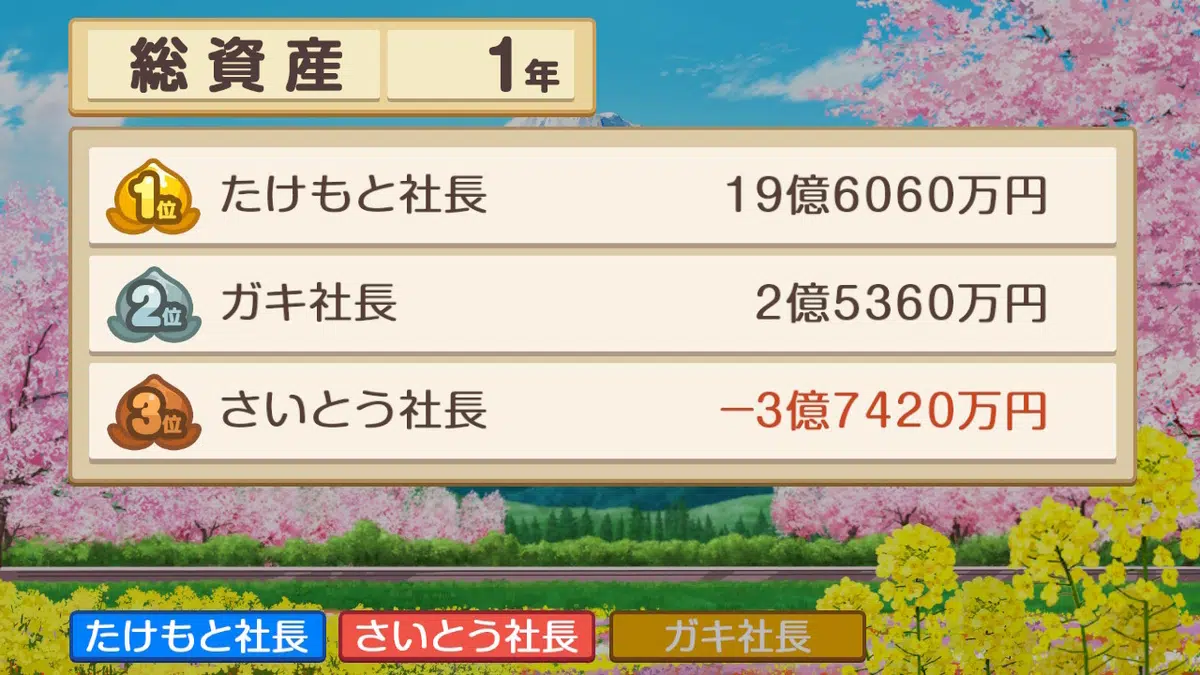 総資産 1年
1位 たけもと社長 19億6060万円
2位 ガキ社長 2億5360万円
3位 さいとう社長 -3億7420万円
たけもと社長 さいとう社長 ガキ社長